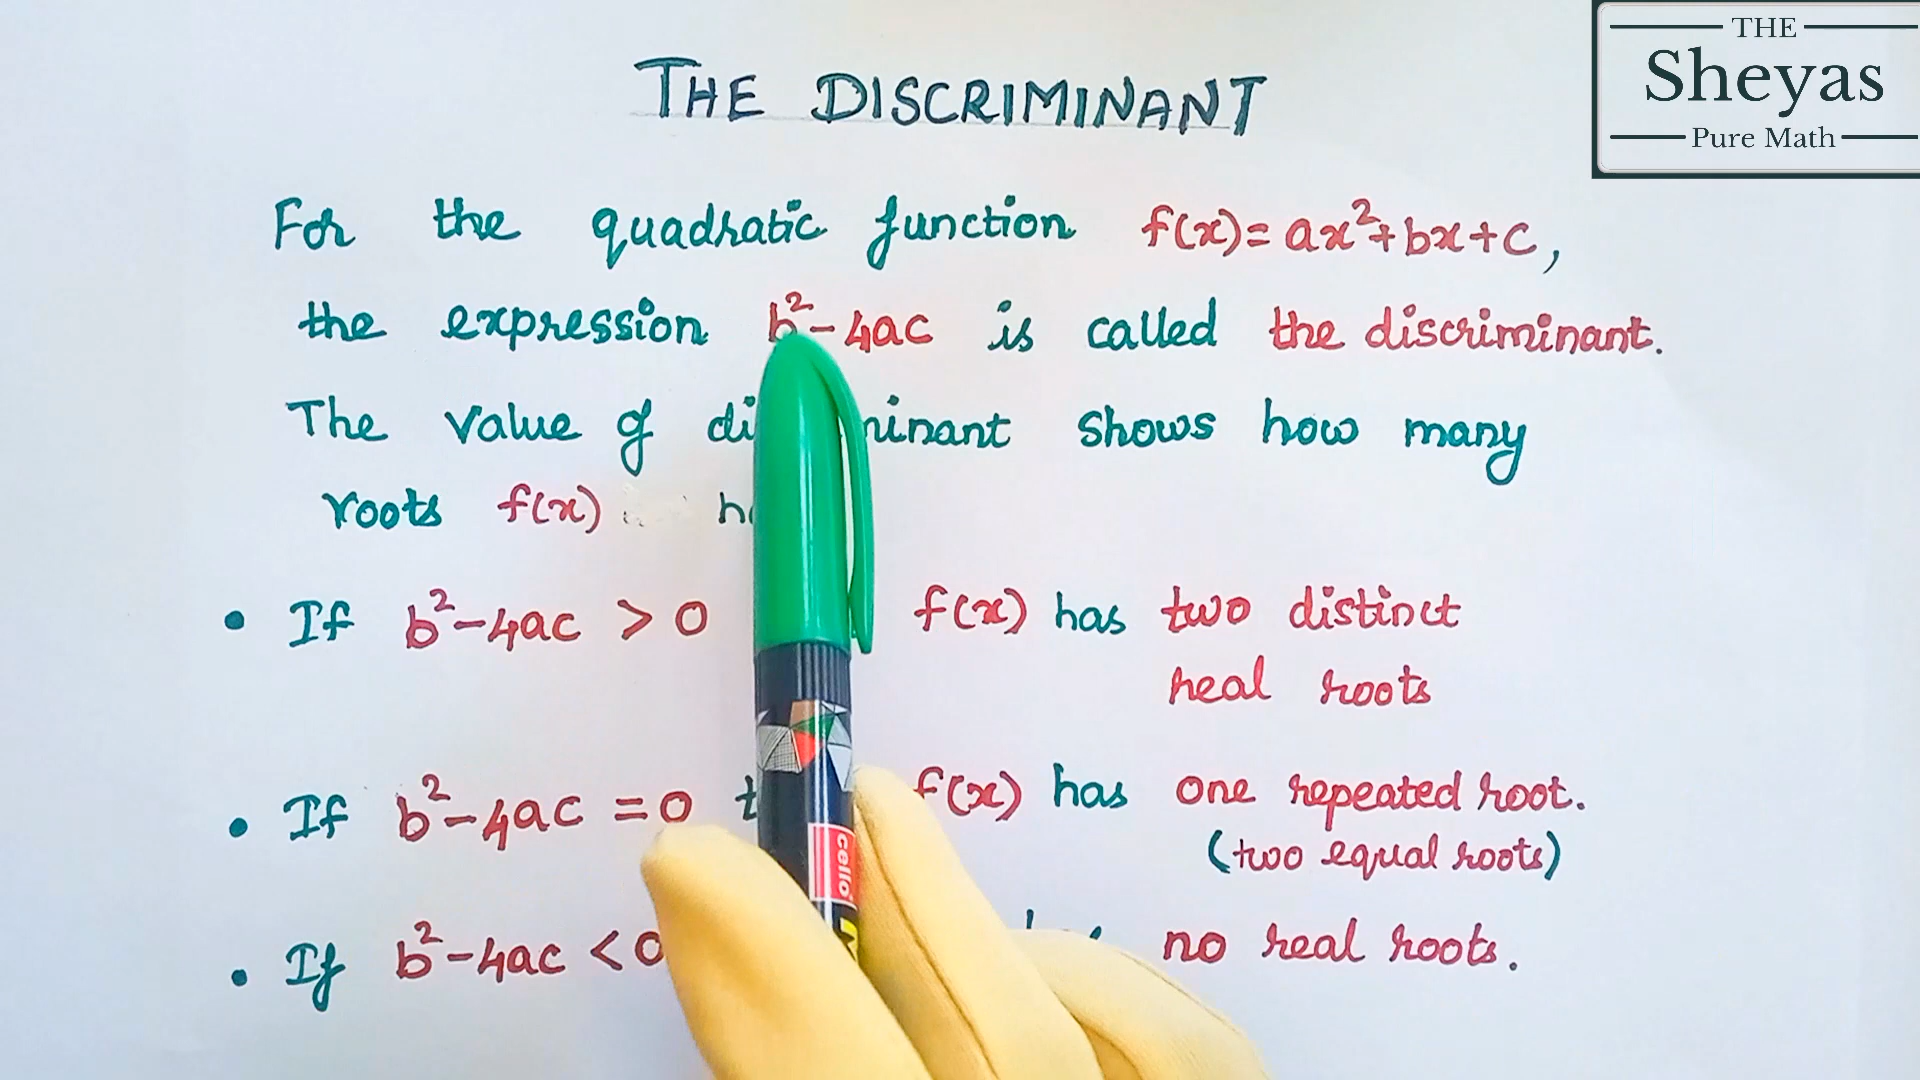 THE
Sheyas
Pure Math
THE DISCRIMINANT
For the quadratic function f(x) = ax²+bx+c,
the expression b²-4ac is called the discriminant.
The value of shows how many
roots f(x)
• If b²-4ac > 0 f(x) has two distinct
real roots
• If b²-4ac = 0 f(x) has one repeated root.
(two equal roots)
• If b²-4ac < 0 no real roots.
cello